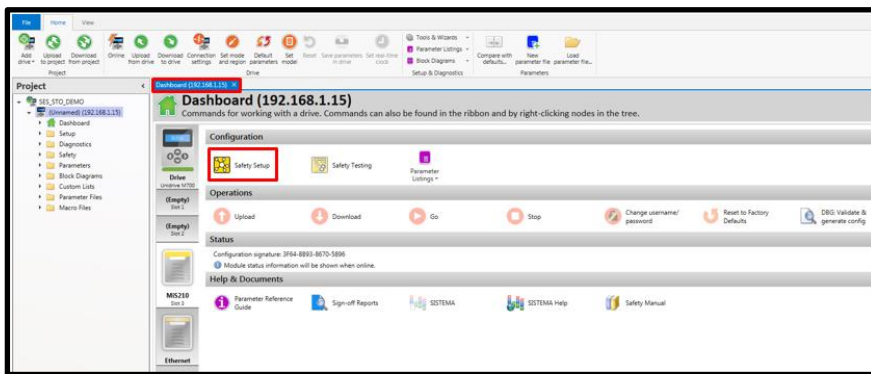 File Home View
Add drive Upload to project Download from project Online Upload from drive Download to drive Connection settings Set mode and region Default parameters Set mode Reset Save parameters in drive Set real-time clock
Tools & Wizards
Parameter Listings
Block Diagrams
Compare with defaults... New parameter file Load parameter file...
Project Drive Setup & Diagnostics Parameters
Project
SES_STO_DEMO
(Unnamed) (192.168.1.15)
Dashboard
Setup
Diagnostics
Safety
Parameters
Block Diagrams
Custom Lists
Parameter Files
Macro Files
Dashboard (192.168.1.15)
Dashboard (192.168.1.15)
Commands for working with a drive. Commands can also be found in the ribbon and by right-clicking nodes in the tree.
Drive
Unidrive M700
(Empty)
Slot 1
(Empty)
Slot 2
MiS210
Slot 3
Ethernet
Configuration
Safety Setup Safety Testing Parameter Listings
Operations
Upload Download Go Stop Change username/ password Reset to Factory Defaults DBG: Validate & generate config
Status
Configuration signature: 3F64-8893-8670-5896
Module status information will be shown when online.
Help & Documents
Parameter Reference Guide Sign-off Reports SISTEMA SISTEMA Help Safety Manual